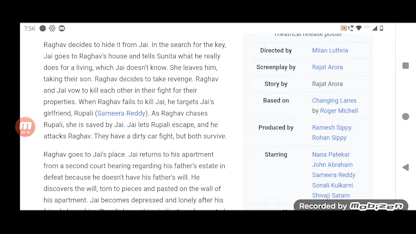 7:56
Raghav decides to hide it from Jai. In the search for the key,
Jai goes to Raghav's house and tells Sunita what he really
does for a living, which Jai doesn't know. She leaves him,
taking their son. Raghav decides to take revenge. Raghav
and Jai vow to kill each other in their fight for their
properties. When Raghav fails to kill Jai, he targets Jai's
girlfriend, Rupali (Sameera Reddy). As Raghav chases
Rupali, she is saved by Jai. Jai lets Rupali escape, and he
attacks Raghav. They have a dirty car fight, but both survive.
Raghav goes to Jai's place. Jai returns to his apartment
from a second court hearing regarding his father's estate in
defeat because he doesn't have his father's will. He
discovers the will, torn to pieces and pasted on the wall of
his apartment. Jai becomes depressed and lonely after his
Theatrical release poster
Directed by Milan Luthria
Screenplay by Rajat Arora
Story by Rajat Arora
Based on Changing Lanes
by Roger Michell
Produced by Ramesh Sippy
Rohan Sippy
Starring Nana Patekar
John Abraham
Sameera Reddy
Sonali Kulkarni
Shivaji Satam
Recorded by mobizen